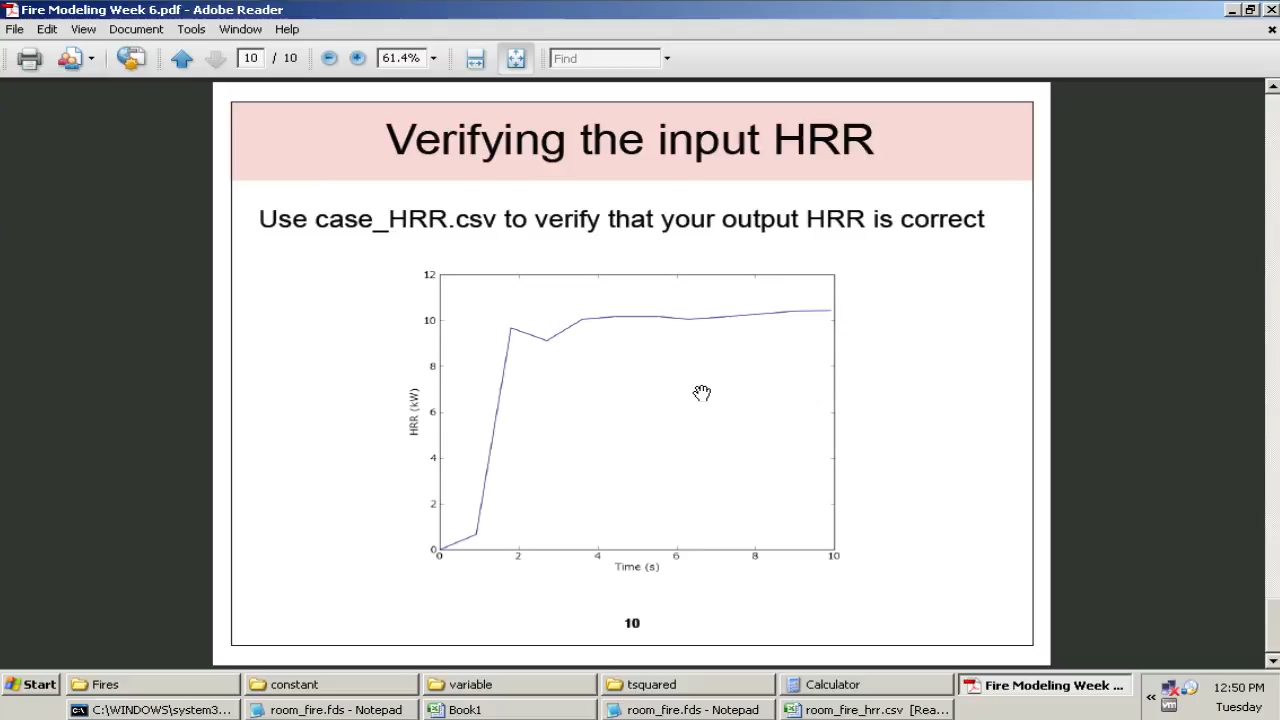 Fire Modeling Week 6.pdf - Adobe Reader
File Edit View Document Tools Window Help
10 / 10 61.4% Find
Verifying the input HRR
Use case_HRR.csv to verify that your output HRR is correct
12
10
8
6
4
2
0
HRR (kW)
0 2 4 6 8 10
Time (s)
10
Start Fires constant variable tsquared Calculator Fire Modeling Week ... « 12:50 PM
C:\WINDOWS\system3... room_fire.fds - Notepad Book1 room_fire.fds - Notepad room_fire_hrr.csv [Rea... vm Tuesday